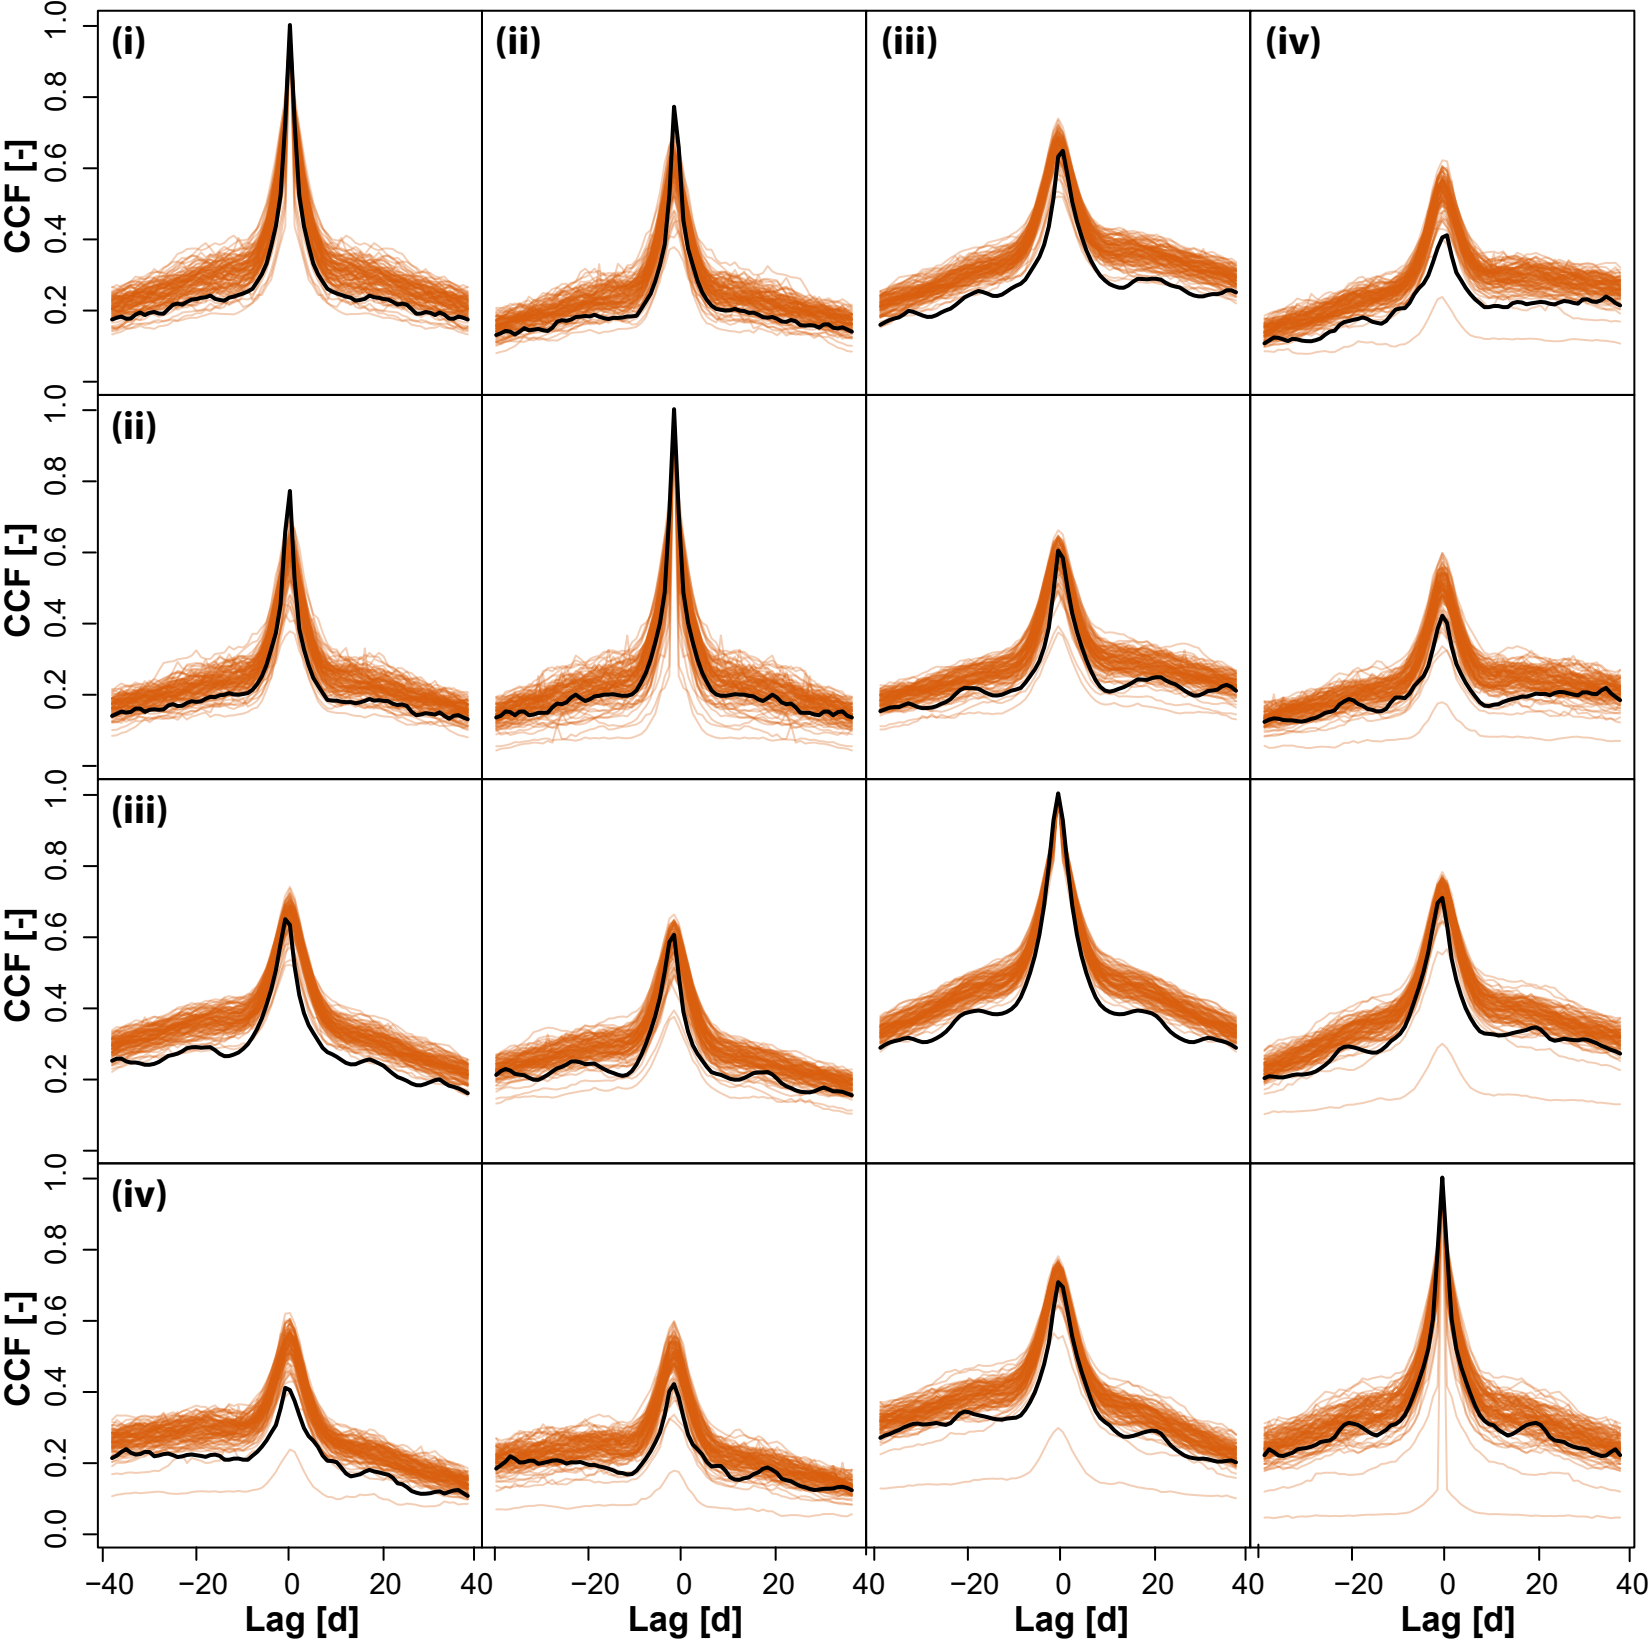 (i) (ii) (iii) (iv)
CCF [-] 0.2 0.4 0.6 0.8 1.0
(ii)
CCF [-] 0.2 0.4 0.6 0.8 1.0
(iii)
CCF [-] 0.2 0.4 0.6 0.8 1.0
(iv)
CCF [-] 0.0 0.2 0.4 0.6 0.8 1.0
−40 −20 0 20 40 −20 0 20 40 −20 0 20 40 −20 0 20 40
Lag [d] Lag [d] Lag [d] Lag [d]